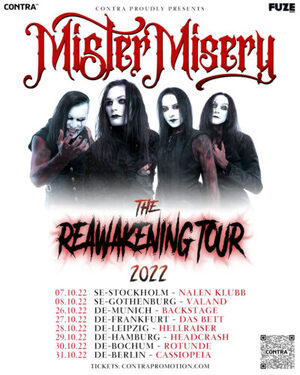 CONTRA
FUZE
CONTRA PROUDLY PRESENTS
MISTER MISERY
THE
REAWAKENING TOUR
2022
07.10.22 SE-STOCKHOLM - NALEN KLUBB
08.10.22 SE-GOTHENBURG - VALAND
26.10.22 DE-MUNICH - BACKSTAGE
27.10.22 DE-FRANKFURT - DAS BETT
28.10.22 DE-LEIPZIG - HELLRAISER
29.10.22 DE-HAMBURG - HEADCRASH
30.10.22 DE-BOCHUM - ROTUNDE
31.10.22 DE-BERLIN - CASSIOPEIA
CONTRA
TICKETS: CONTRAPROMOTION.COM